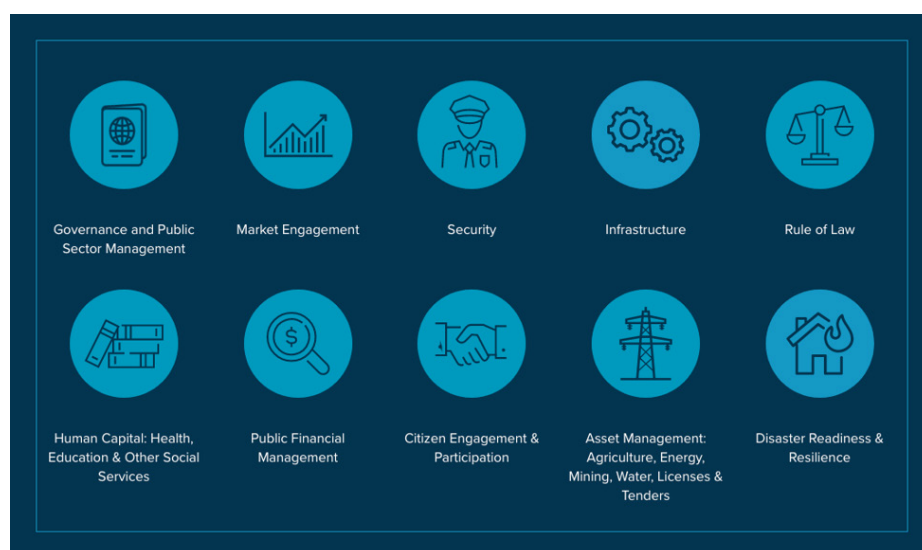 Governance and Public
Sector Management
Market Engagement
Security
Infrastructure
Rule of Law
Human Capital: Health,
Education & Other Social
Services
Public Financial
Management
Citizen Engagement &
Participation
Asset Management:
Agriculture, Energy,
Mining, Water, Licenses &
Tenders
Disaster Readiness &
Resilience
$